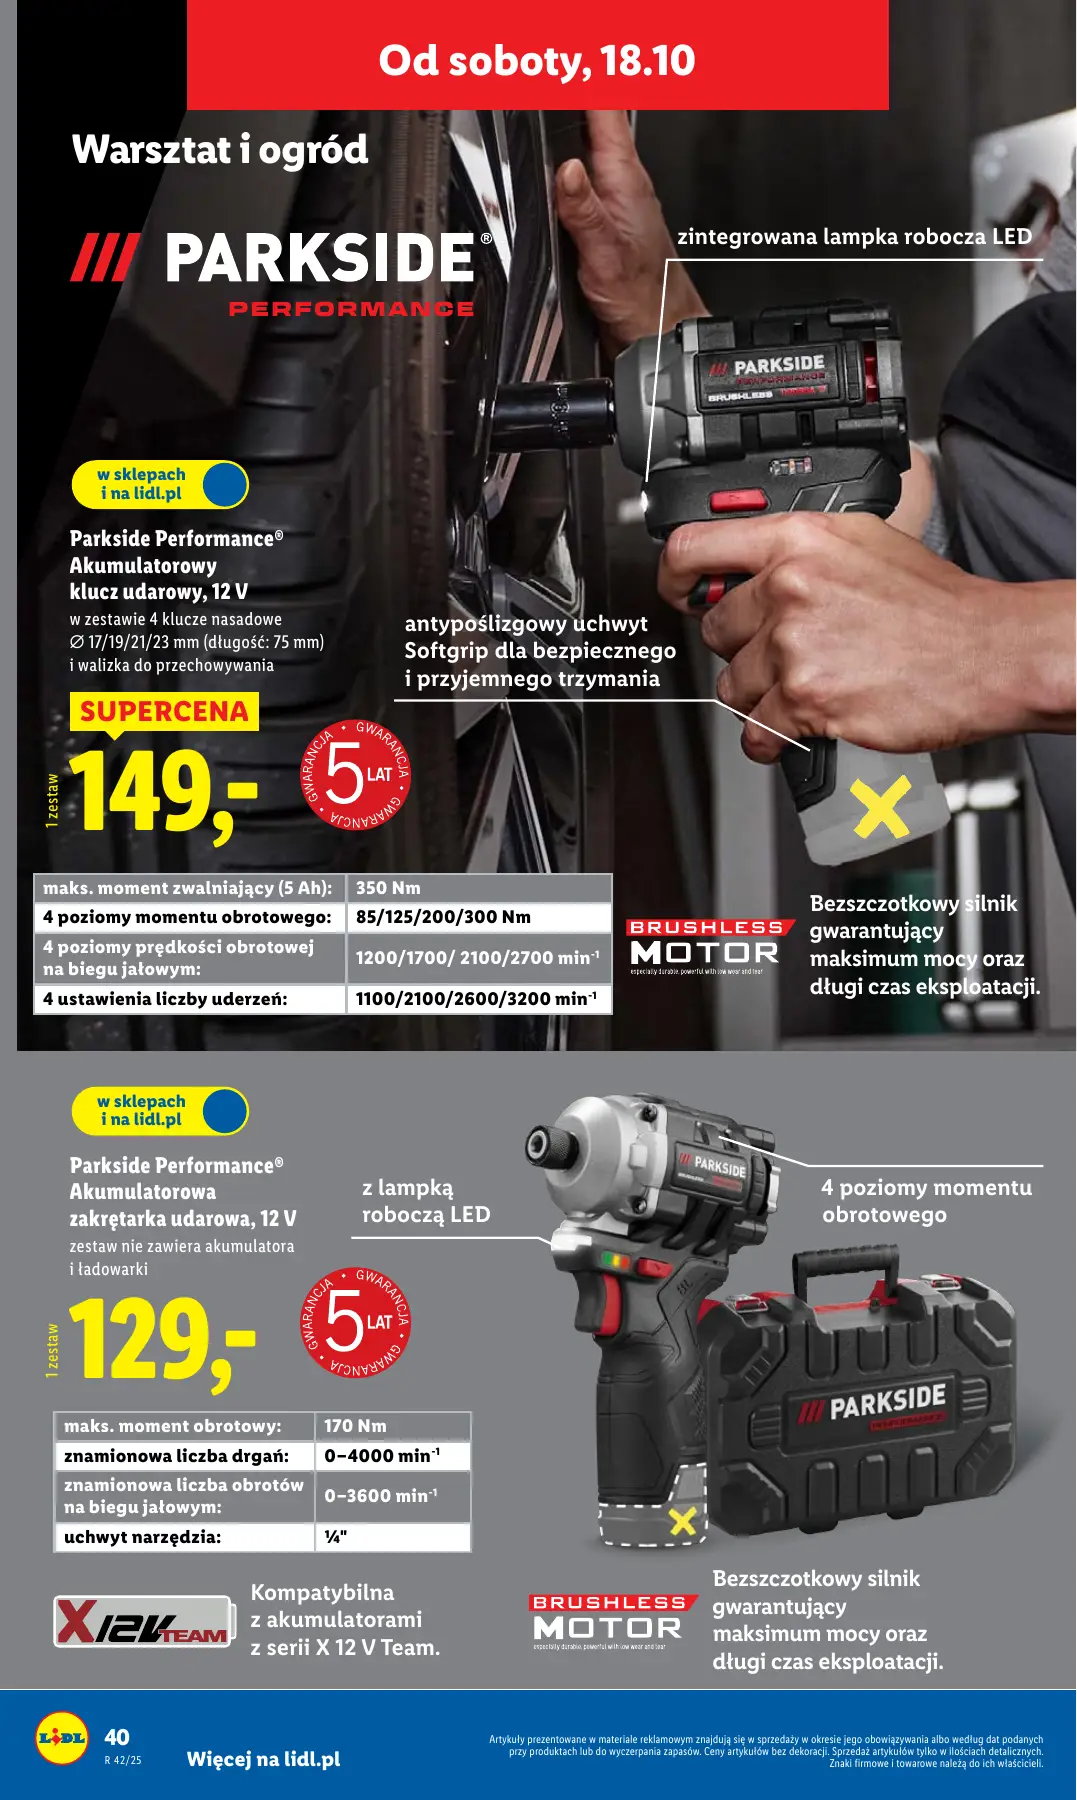 Od soboty, 18.10
Warsztat i ogród
PARKSIDE®
PERFORMANCE
zintegrowana lampka robocza LED
PARKSIDE
PERFORMANCE
BRUSHLESS
w sklepach
i na lidl.pl
Parkside Performance®
Akumulatorowy
klucz udarowy, 12 V
w zestawie 4 klucze nasadowe
∅ 17/19/21/23 mm (długość: 75 mm)
i walizka do przechowywania
antypoślizgowy uchwyt
Softgrip dla bezpiecznego
i przyjemnego trzymania
SUPERCENA
1 zestaw
149,-
GWARANCJA • GWARANCJA • GWARANCJA
5 LAT
maks. moment zwalniający (5 Ah): 350 Nm
4 poziomy momentu obrotowego: 85/125/200/300 Nm
4 poziomy prędkości obrotowej
na biegu jałowym: 1200/1700/ 2100/2700 min⁻¹
4 ustawienia liczby uderzeń: 1100/2100/2600/3200 min⁻¹
BRUSHLESS
MOTOR
especially durable, powerful with low wear and tear
Bezszczotkowy silnik
gwarantujący
maksimum mocy oraz
długi czas eksploatacji.
w sklepach
i na lidl.pl
Parkside Performance®
Akumulatorowa
zakrętarka udarowa, 12 V
zestaw nie zawiera akumulatora
i ładowarki
z lampką
roboczą LED
PARKSIDE
4 poziomy momentu
obrotowego
1 zestaw
129,-
GWARANCJA • GWARANCJA • GWARANCJA
5 LAT
PARKSIDE
PERFORMANCE
maks. moment obrotowy: 170 Nm
znamionowa liczba drgań: 0–4000 min⁻¹
znamionowa liczba obrotów
na biegu jałowym: 0–3600 min⁻¹
uchwyt narzędzia: ¼"
X12V TEAM
Kompatybilna
z akumulatorami
z serii X 12 V Team.
BRUSHLESS
MOTOR
especially durable, powerful with low wear and tear
Bezszczotkowy silnik
gwarantujący
maksimum mocy oraz
długi czas eksploatacji.
LIDL
40
R 42/25
Więcej na lidl.pl
Artykuły prezentowane w materiale reklamowym znajdują się w sprzedaży w okresie jego obowiązywania albo według dat podanych
przy produktach lub do wyczerpania zapasów. Ceny artykułów bez dekoracji. Sprzedaż artykułów tylko w ilościach detalicznych.
Znaki firmowe i towarowe należą do ich właścicieli.